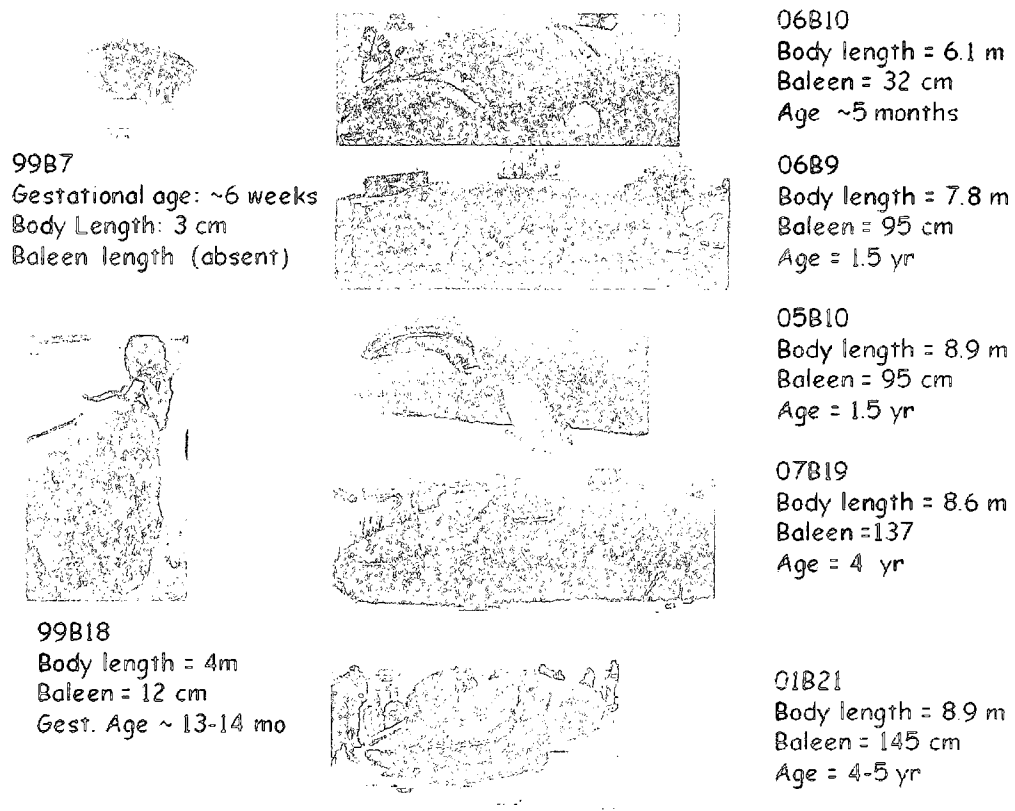 99B7
Gestational age: ~6 weeks
Body Length: 3 cm
Baleen length (absent)
99B18
Body length = 4m
Baleen = 12 cm
Gest. Age ~ 13-14 mo
06B10
Body length = 6.1 m
Baleen = 32 cm
Age ~5 months
06B9
Body length = 7.8 m
Baleen = 95 cm
Age = 1.5 yr
05B10
Body length = 8.9 m
Baleen = 95 cm
Age = 1.5 yr
07B19
Body length = 8.6 m
Baleen =137
Age = 4 yr
01B21
Body length = 8.9 m
Baleen = 145 cm
Age = 4-5 yr